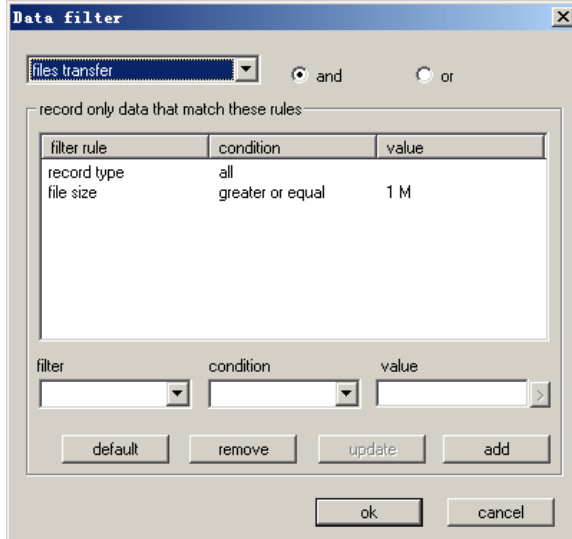 Data filter
files transfer and or
record only data that match these rules
filter rule condition value
record type all
file size greater or equal 1 M
filter condition value
default remove update add
ok cancel